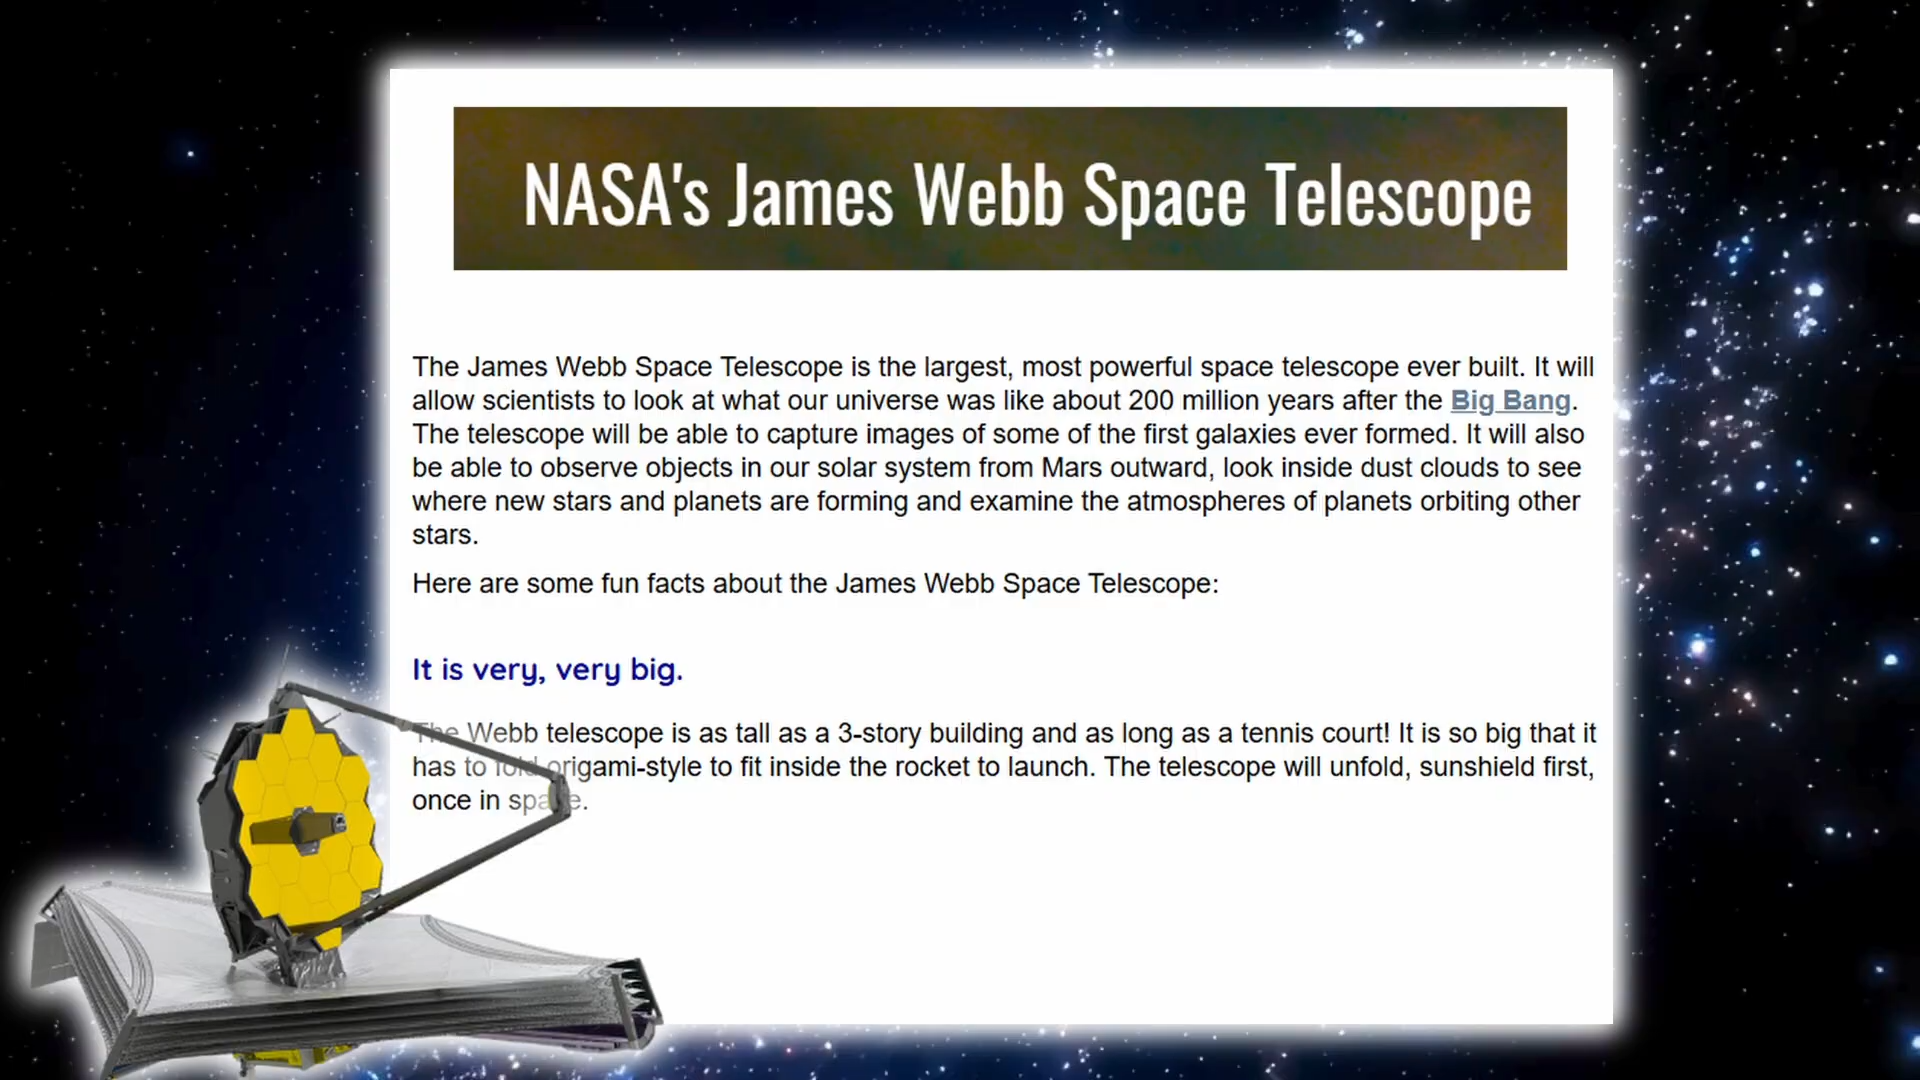 NASA's James Webb Space Telescope
The James Webb Space Telescope is the largest, most powerful space telescope ever built. It will
allow scientists to look at what our universe was like about 200 million years after the Big Bang.
The telescope will be able to capture images of some of the first galaxies ever formed. It will also
be able to observe objects in our solar system from Mars outward, look inside dust clouds to see
where new stars and planets are forming and examine the atmospheres of planets orbiting other
stars.
Here are some fun facts about the James Webb Space Telescope:
It is very, very big.
The Webb telescope is as tall as a 3-story building and as long as a tennis court! It is so big that it
has to fold origami-style to fit inside the rocket to launch. The telescope will unfold, sunshield first,
once in space.